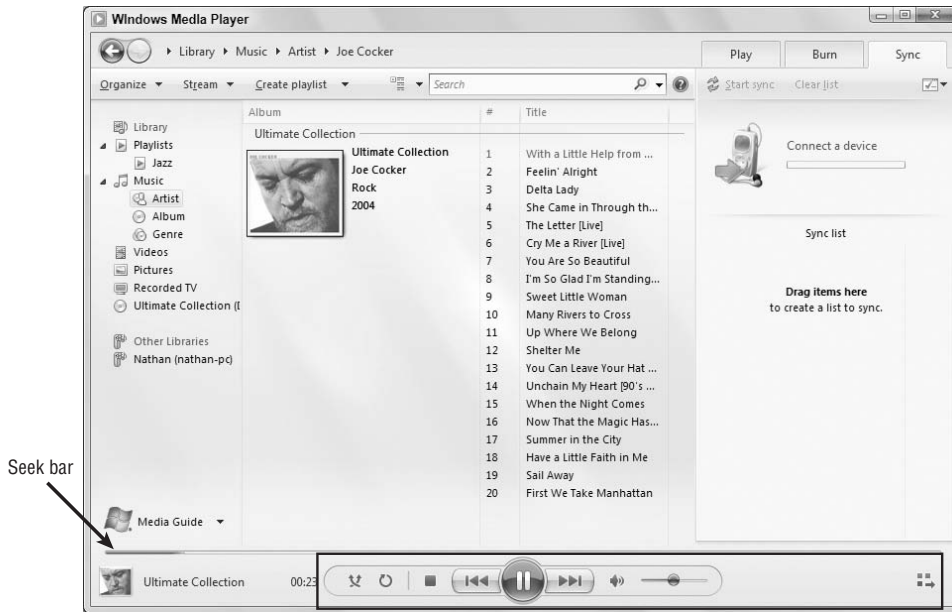 Windows Media Player
Library ▸ Music ▸ Artist ▸ Joe Cocker
Play
Burn
Sync
Organize
Stream
Create playlist
Search
Start sync
Clear list
Library
Playlists
Jazz
Music
Artist
Album
Genre
Videos
Pictures
Recorded TV
Ultimate Collection (D
Other Libraries
Nathan (nathan-pc)
Media Guide
Album
#
Title
Ultimate Collection
JOE COCKER
Ultimate Collection
Joe Cocker
Rock
2004
1 With a Little Help from ...
2 Feelin' Alright
3 Delta Lady
4 She Came in Through th...
5 The Letter [Live]
6 Cry Me a River [Live]
7 You Are So Beautiful
8 I'm So Glad I'm Standing...
9 Sweet Little Woman
10 Many Rivers to Cross
11 Up Where We Belong
12 Shelter Me
13 You Can Leave Your Hat ...
14 Unchain My Heart [90's ...
15 When the Night Comes
16 Now That the Magic Has...
17 Summer in the City
18 Have a Little Faith in Me
19 Sail Away
20 First We Take Manhattan
Connect a device
Sync list
Drag items here
to create a list to sync.
Seek bar
Ultimate Collection
00:23